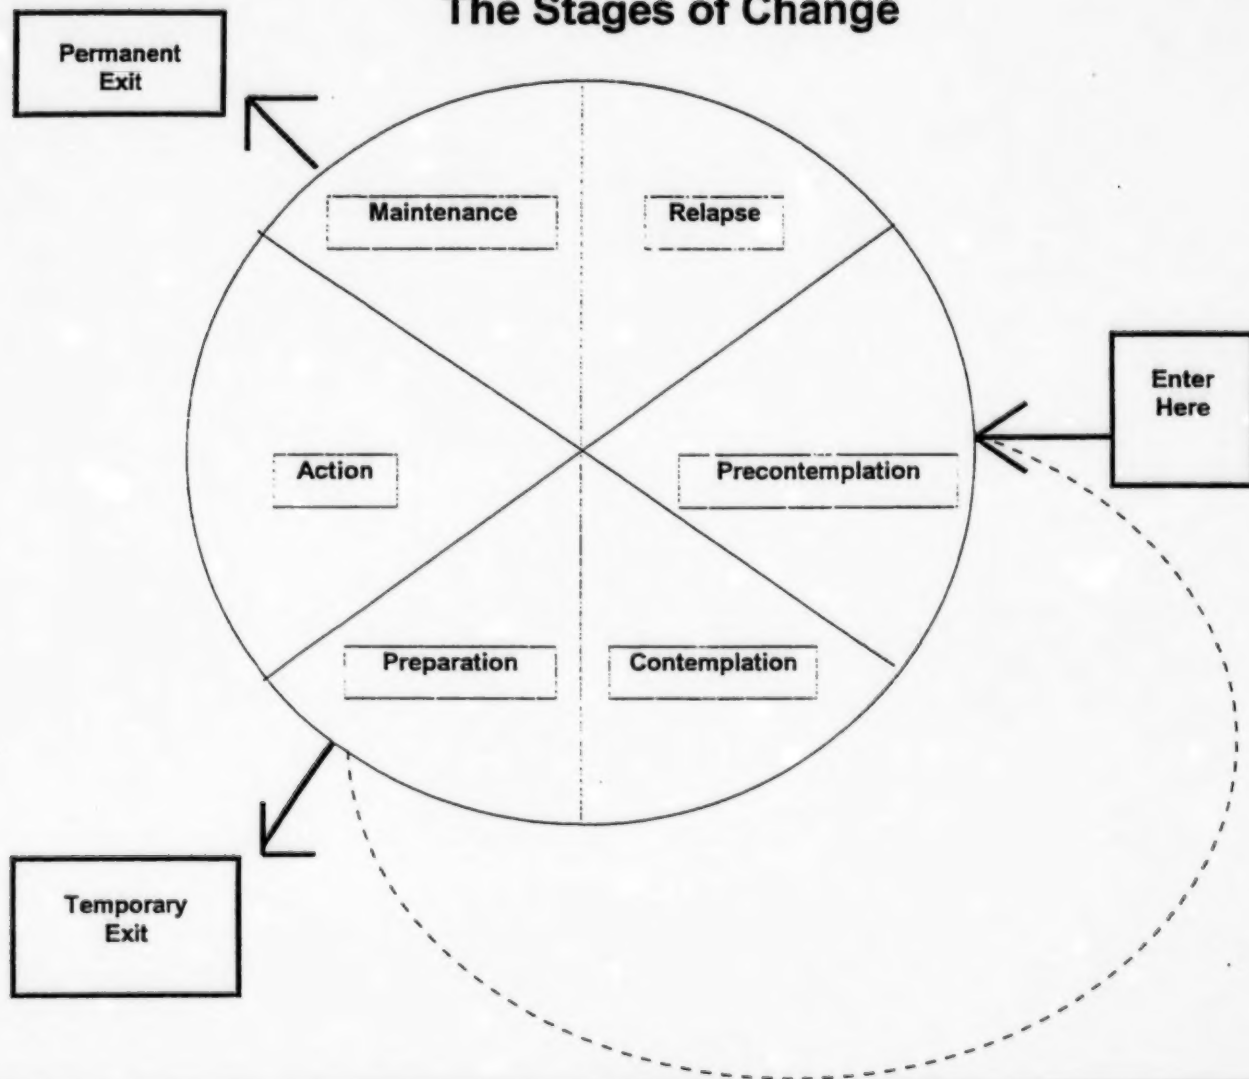 The Stages of Change
Permanent
Exit
Maintenance
Relapse
Enter
Here
Action
Precontemplation
Preparation
Contemplation
Temporary
Exit